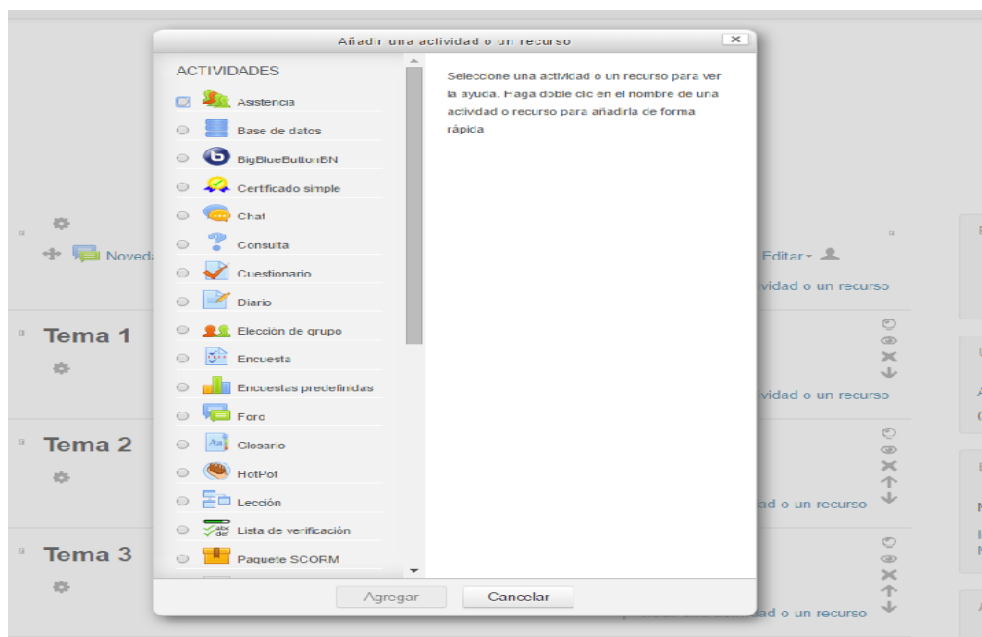 Añadir una actividad o un recurso
ACTIVIDADES
Asistencia
Base de datos
BigBlueButtonBN
Certificado simple
Chat
Consulta
Cuestionario
Diario
Elección de grupo
Encuesta
Encuestas predefinidas
Foro
Glosario
HotPot
Lección
Lista de verificación
Paquete SCORM
Seleccione una actividad o un recurso para ver
la ayuda. Haga doble clic en el nombre de una
actividad o recurso para añadirla de forma
rápida
Agregar
Cancelar
Noveda
Editar
vidad o un recurso
Tema 1
vidad o un recurso
Tema 2
ad o un recurso
Tema 3
ad o un recurso